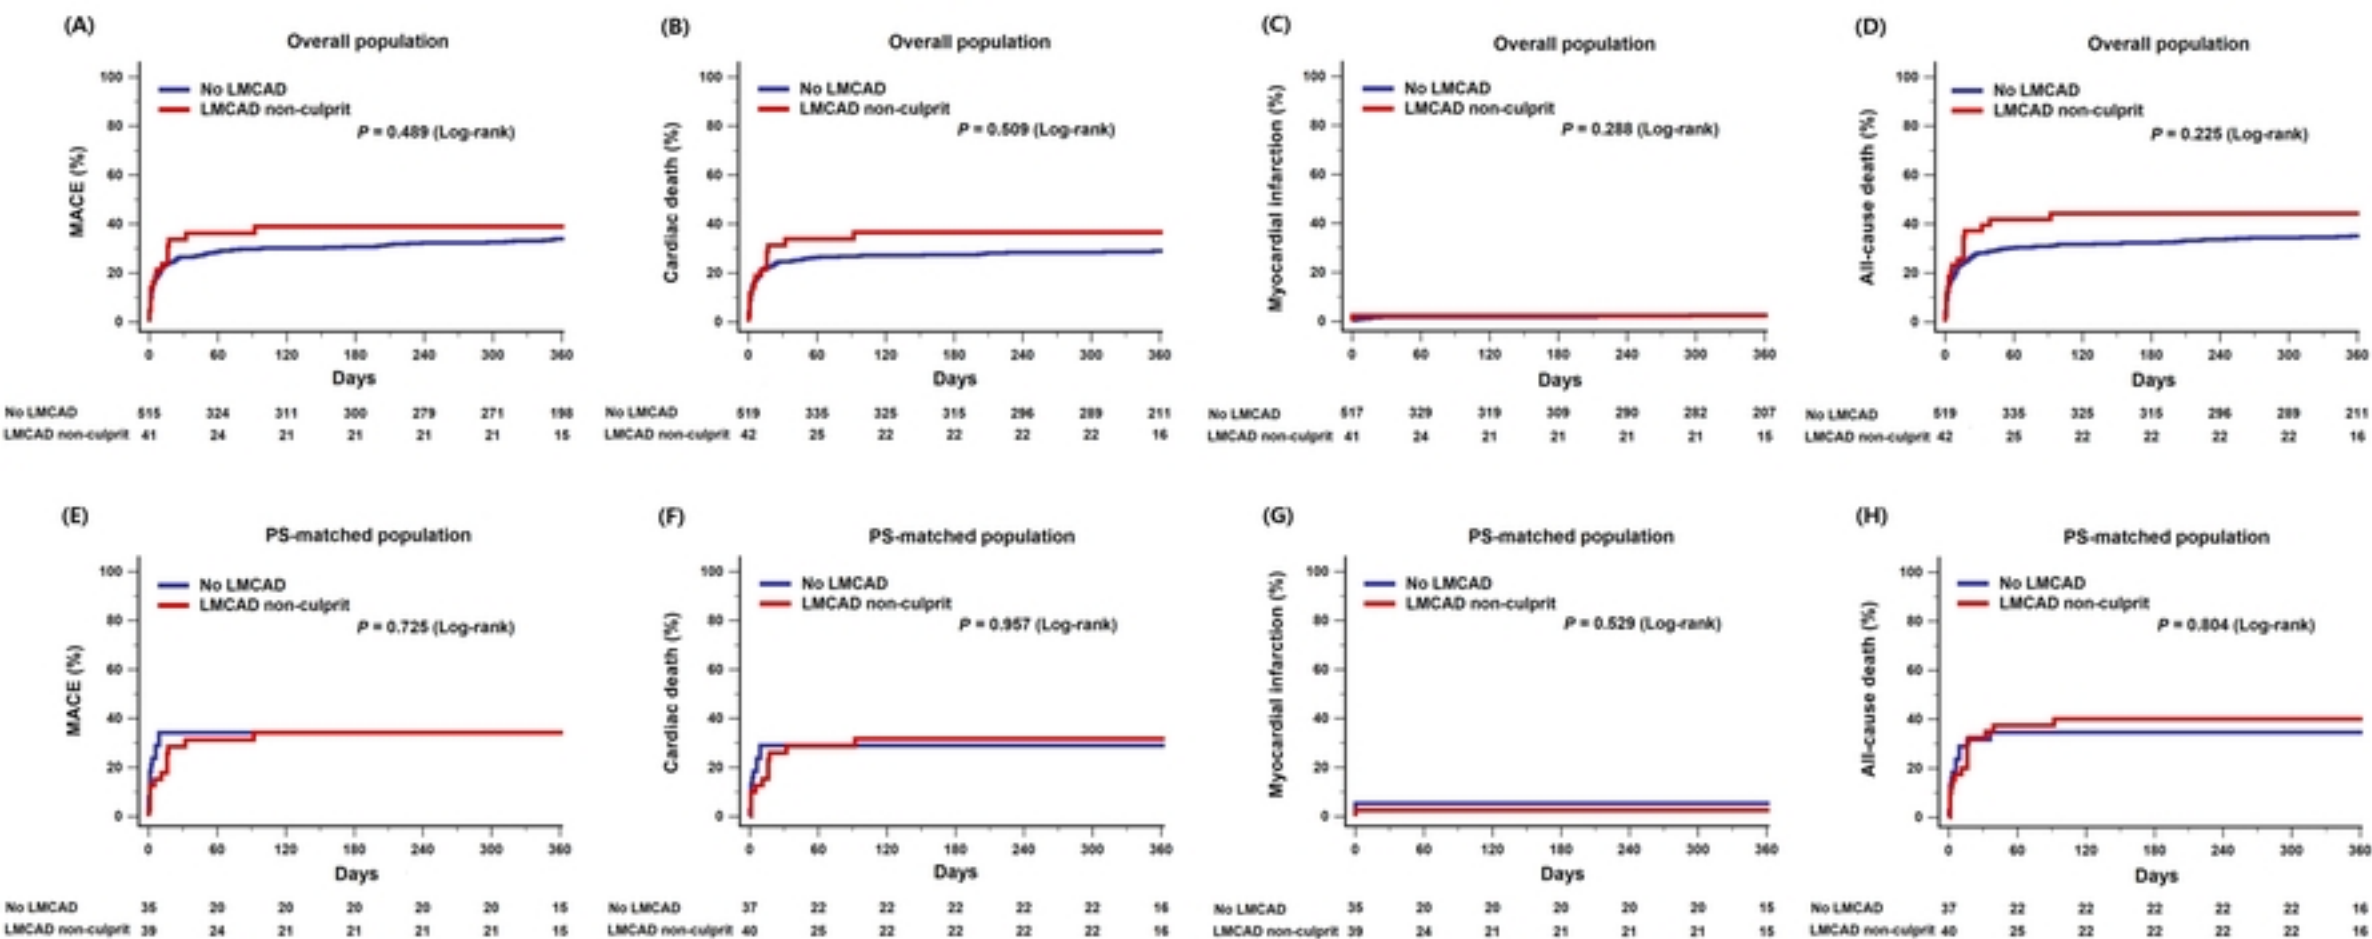 (A)
Overall population
No LMCAD
LMCAD non-culprit
P = 0.489 (Log-rank)
MACE (%)
100
80
60
40
20
0
0 60 120 180 240 300 360
Days
No LMCAD 515 324 311 300 279 271 198
LMCAD non-culprit 41 24 21 21 21 21 15
(B)
Overall population
No LMCAD
LMCAD non-culprit
P = 0.509 (Log-rank)
Cardiac death (%)
100
80
60
40
20
0
0 60 120 180 240 300 360
Days
No LMCAD 519 335 325 315 296 289 211
LMCAD non-culprit 42 25 22 22 22 22 16
(C)
Overall population
No LMCAD
LMCAD non-culprit
P = 0.288 (Log-rank)
Myocardial infarction (%)
100
80
60
40
20
0
0 60 120 180 240 300 360
Days
No LMCAD 517 329 319 309 290 282 207
LMCAD non-culprit 41 24 21 21 21 21 15
(D)
Overall population
No LMCAD
LMCAD non-culprit
P = 0.225 (Log-rank)
All-cause death (%)
100
80
60
40
20
0
0 60 120 180 240 300 360
Days
No LMCAD 519 335 325 315 296 289 211
LMCAD non-culprit 42 25 22 22 22 22 16
(E)
PS-matched population
No LMCAD
LMCAD non-culprit
P = 0.725 (Log-rank)
MACE (%)
100
80
60
40
20
0
0 60 120 180 240 300 360
Days
No LMCAD 35 20 20 20 20 20 15
LMCAD non-culprit 39 24 21 21 21 21 15
(F)
PS-matched population
No LMCAD
LMCAD non-culprit
P = 0.957 (Log-rank)
Cardiac death (%)
100
80
60
40
20
0
0 60 120 180 240 300 360
Days
No LMCAD 37 22 22 22 22 22 16
LMCAD non-culprit 40 25 22 22 22 22 16
(G)
PS-matched population
No LMCAD
LMCAD non-culprit
P = 0.529 (Log-rank)
Myocardial infarction (%)
100
80
60
40
20
0
0 60 120 180 240 300 360
Days
No LMCAD 35 20 20 20 20 20 15
LMCAD non-culprit 39 24 21 21 21 21 15
(H)
PS-matched population
No LMCAD
LMCAD non-culprit
P = 0.804 (Log-rank)
All-cause death (%)
100
80
60
40
20
0
0 60 120 180 240 300 360
Days
No LMCAD 37 22 22 22 22 22 16
LMCAD non-culprit 40 25 22 22 22 22 16